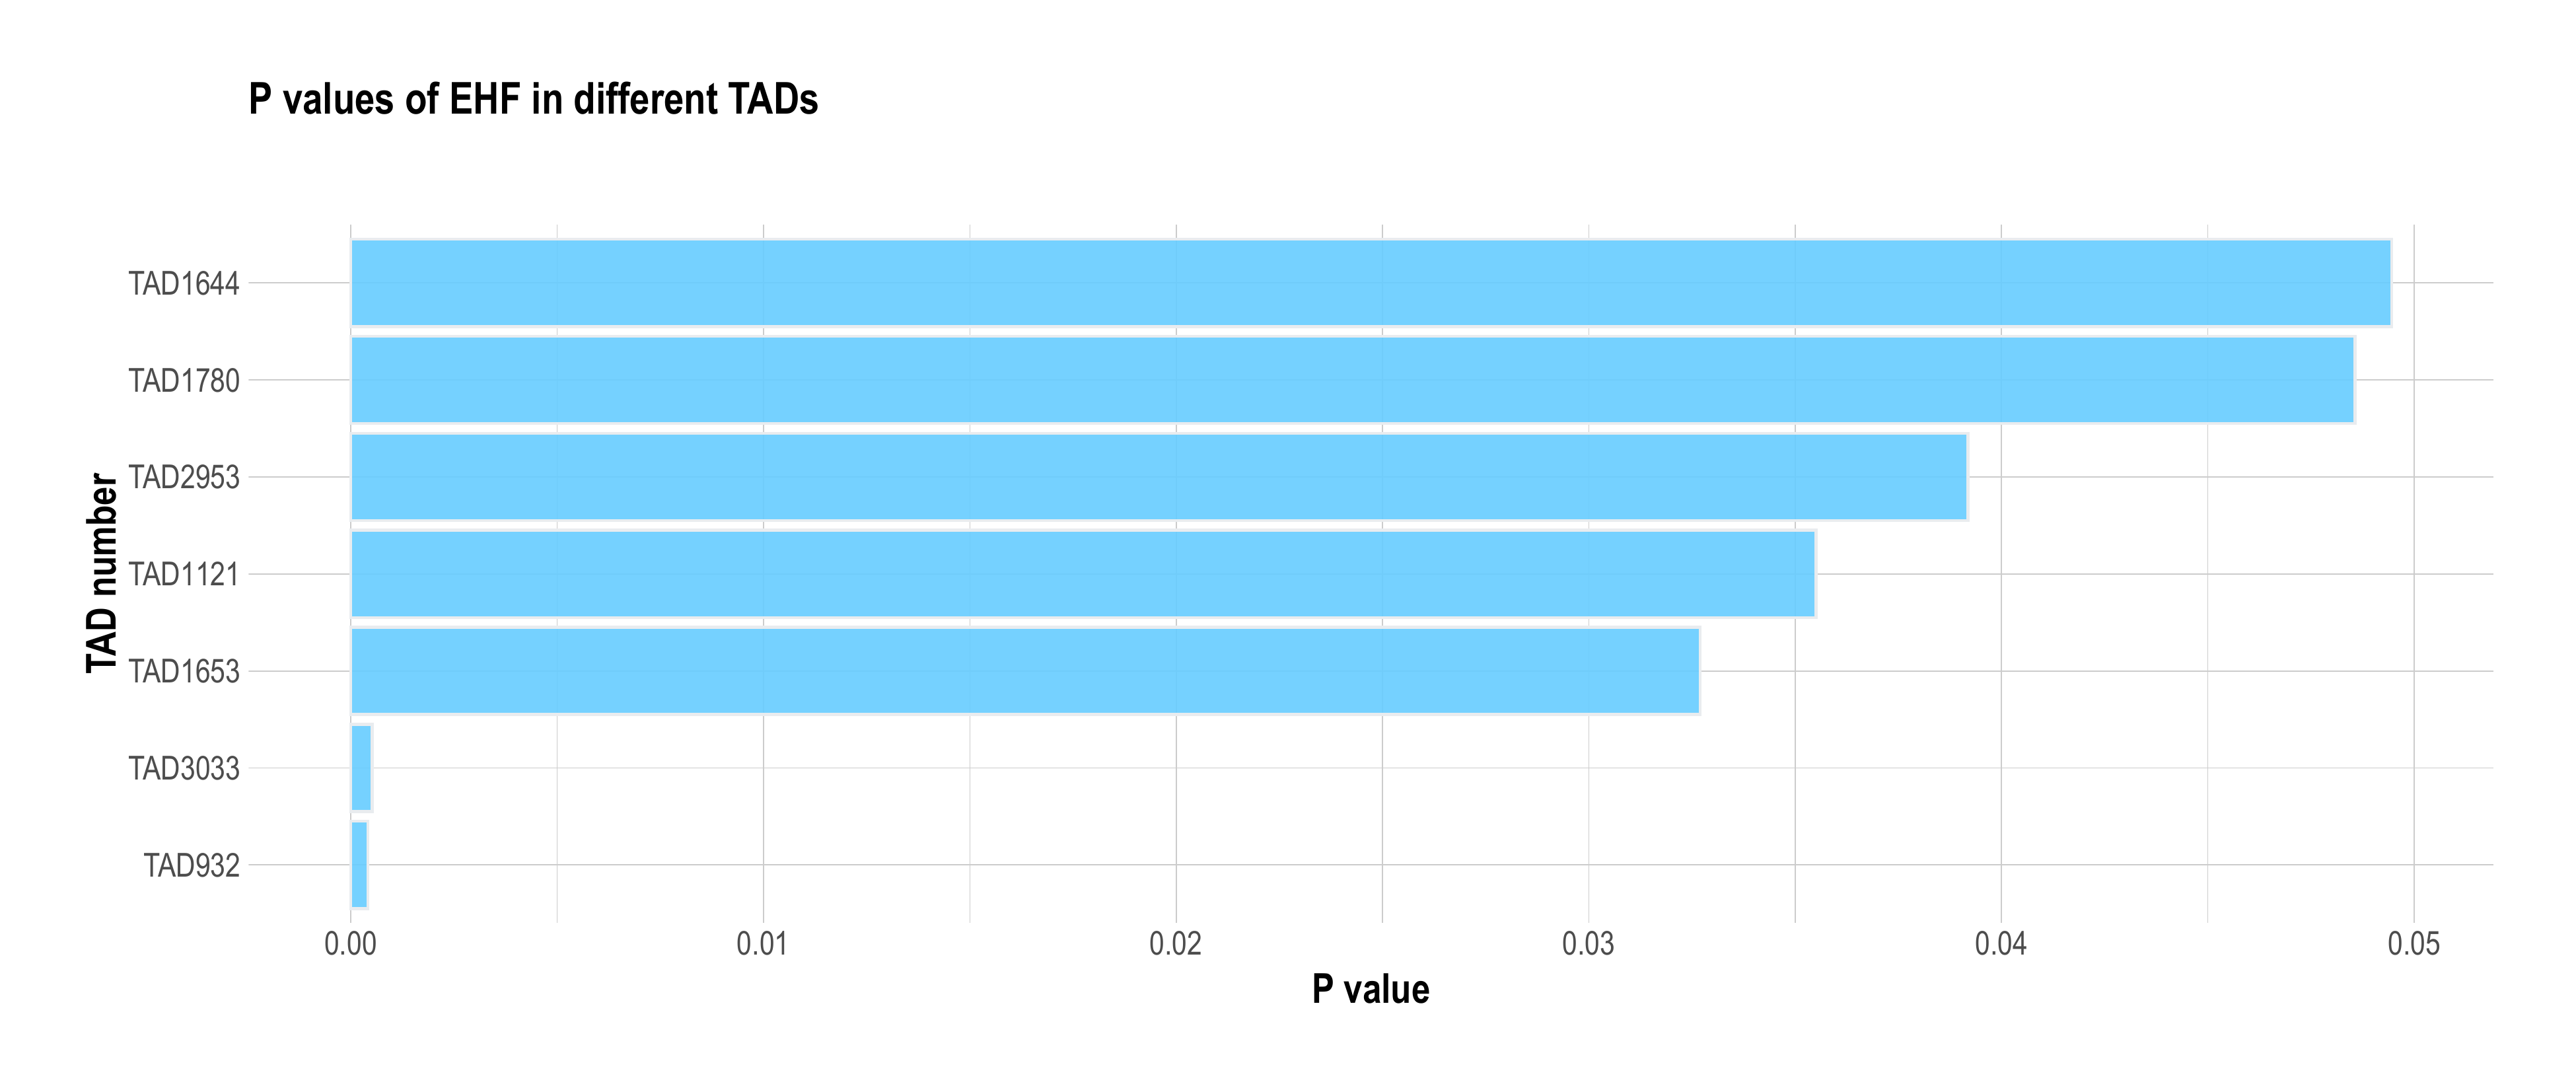 P values of EHF in different TADs
TAD number
TAD1644
TAD1780
TAD2953
TAD1121
TAD1653
TAD3033
TAD932
0.00 0.01 0.02 0.03 0.04 0.05
P value